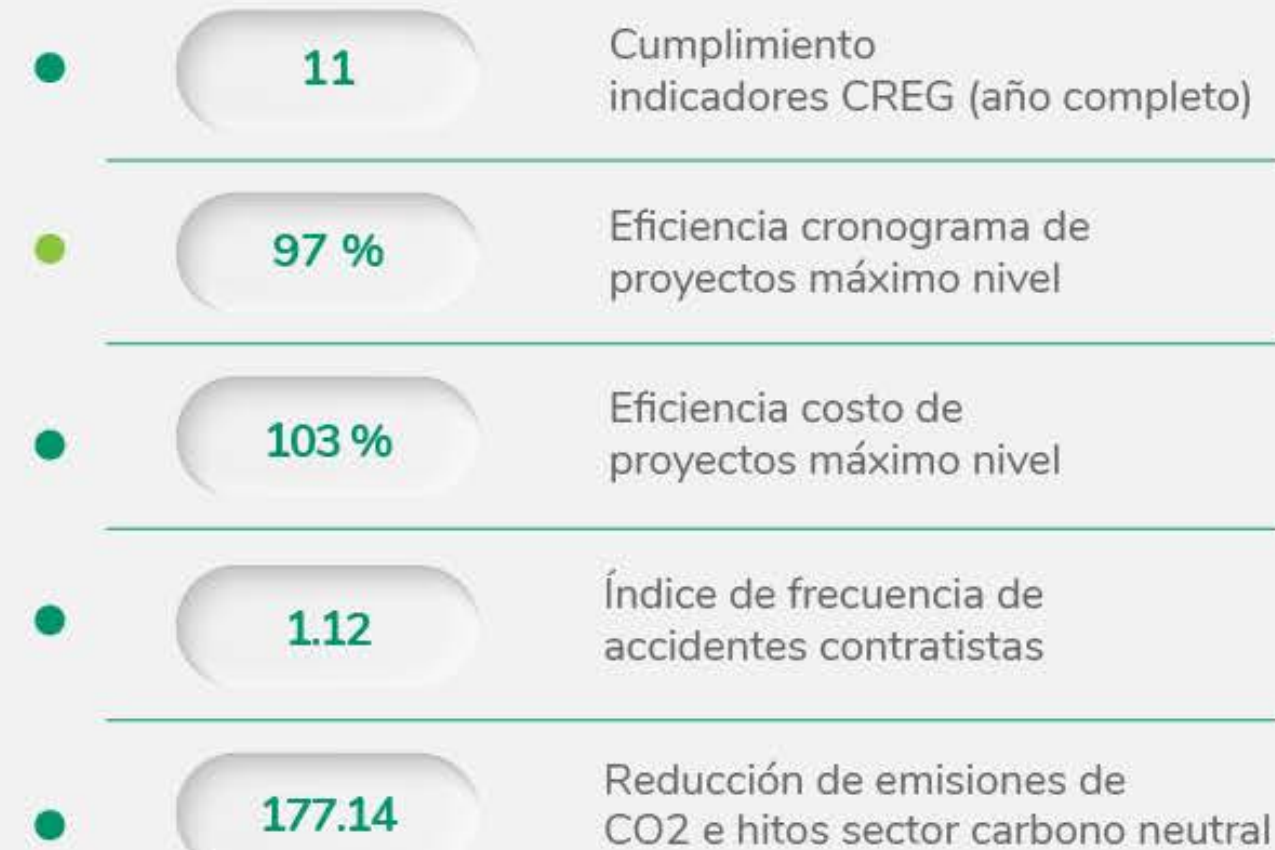 11
Cumplimiento
indicadores CREG (año completo)
97 %
Eficiencia cronograma de
proyectos máximo nivel
103 %
Eficiencia costo de
proyectos máximo nivel
1.12
Índice de frecuencia de
accidentes contratistas
177.14
Reducción de emisiones de
CO2 e hitos sector carbono neutral